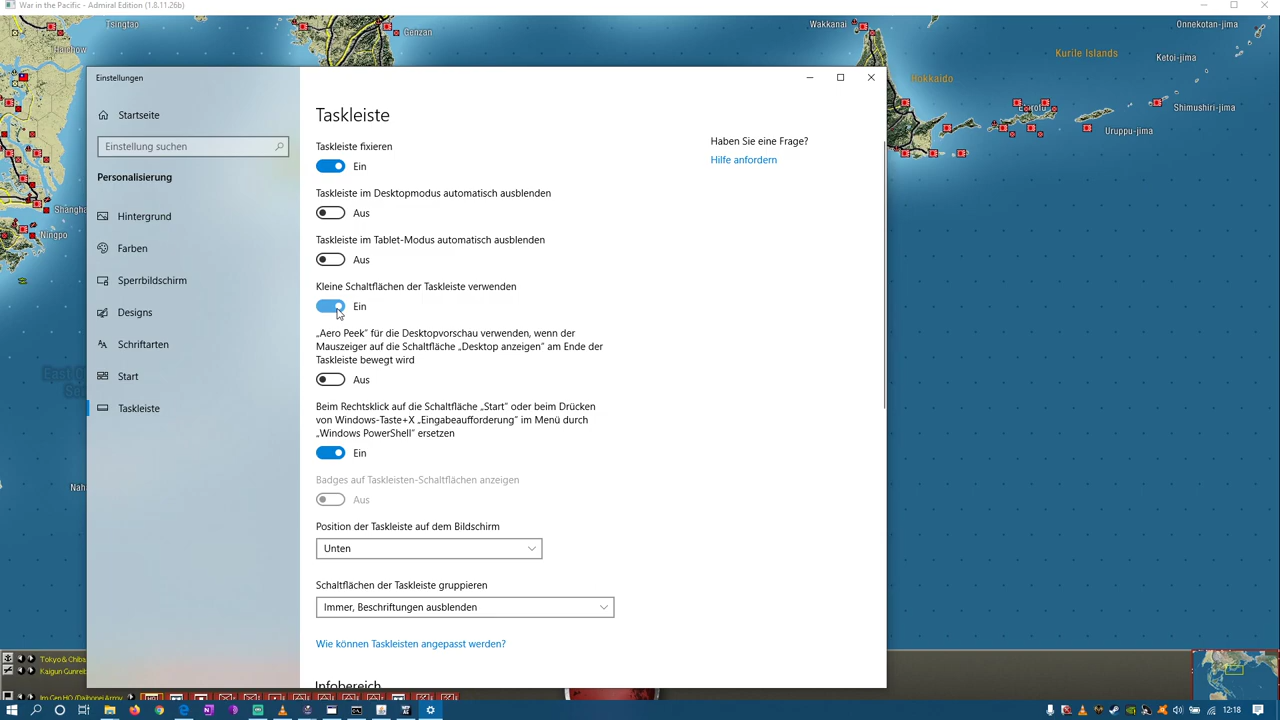 War in the Pacific - Admiral Edition (1.8.11.26b)
Tsingtao
Genzan
Wakkanai
Onnekotan-jima
Kurile Islands
Ketoi-jima
Hokkaido
Shimushiri-jima
Uruppu-jima
Shangha
Ningpo
Nah
Einstellungen
Startseite
Einstellung suchen
Personalisierung
Hintergrund
Farben
Sperrbildschirm
Designs
Schriftarten
Start
Taskleiste
Taskleiste
Taskleiste fixieren
Ein
Taskleiste im Desktopmodus automatisch ausblenden
Aus
Taskleiste im Tablet-Modus automatisch ausblenden
Aus
Kleine Schaltflächen der Taskleiste verwenden
Ein
„Aero Peek“ für die Desktopvorschau verwenden, wenn der
Mauszeiger auf die Schaltfläche „Desktop anzeigen“ am Ende der
Taskleiste bewegt wird
Aus
Beim Rechtsklick auf die Schaltfläche „Start“ oder beim Drücken
von Windows-Taste+X „Eingabeaufforderung“ im Menü durch
„Windows PowerShell“ ersetzen
Ein
Badges auf Taskleisten-Schaltflächen anzeigen
Aus
Position der Taskleiste auf dem Bildschirm
Unten
Schaltflächen der Taskleiste gruppieren
Immer, Beschriftungen ausblenden
Wie können Taskleisten angepasst werden?
Infobereich
Haben Sie eine Frage?
Hilfe anfordern
Tokyo & Chiba
12:18